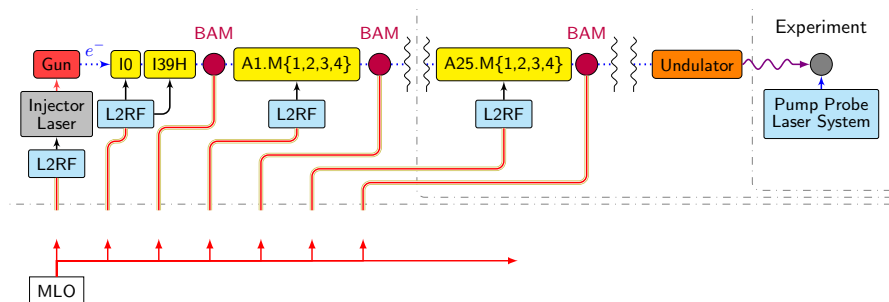 Experiment
BAM
BAM
BAM
e−
Gun
I0
I39H
A1.M{1,2,3,4}
A25.M{1,2,3,4}
Undulator
Injector
Laser
L2RF
L2RF
L2RF
Pump Probe
Laser System
L2RF
MLO